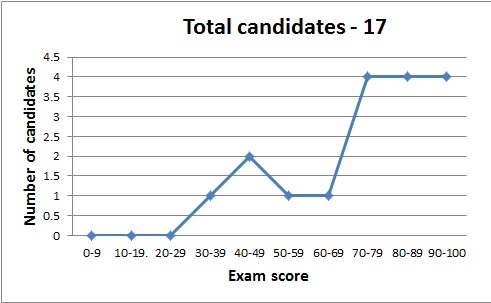 Total candidates - 17
Number of candidates
4.5
4
3.5
3
2.5
2
1.5
1
0.5
0
0-9 10-19. 20-29 30-39 40-49 50-59 60-69 70-79 80-89 90-100
Exam score